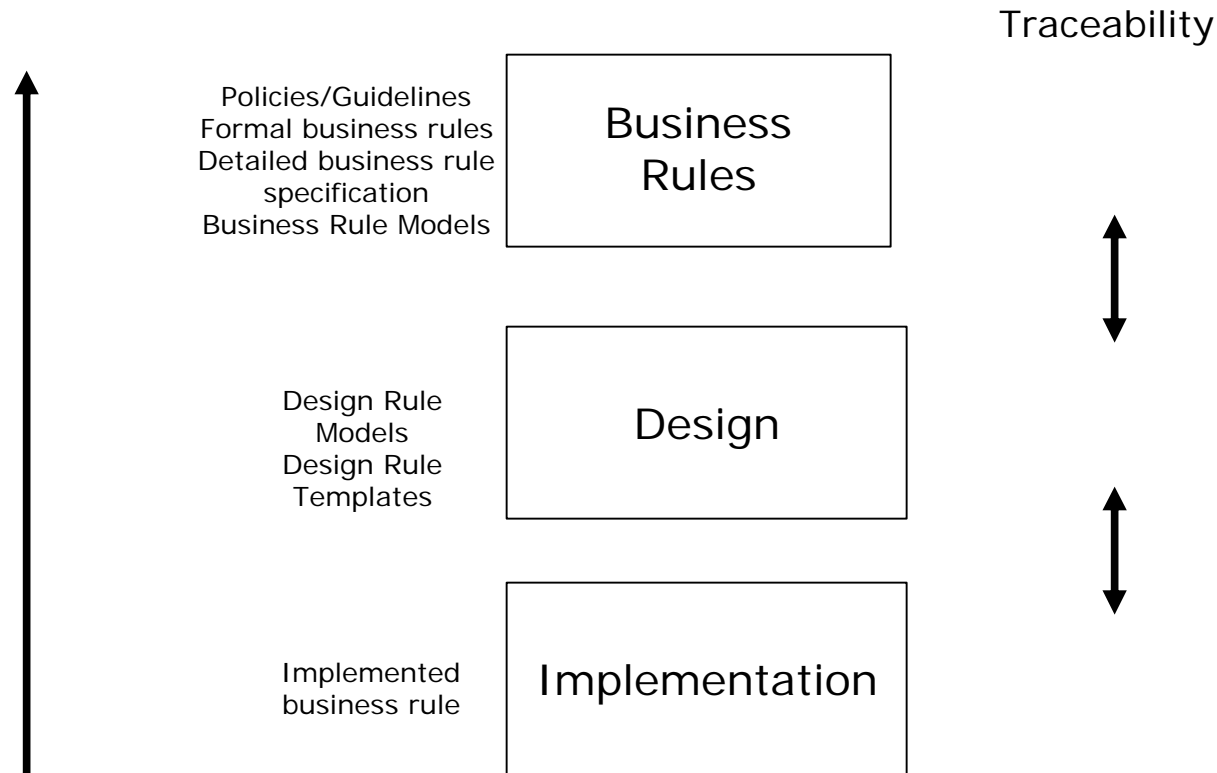 Traceability
Policies/Guidelines
Formal business rules
Detailed business rule
specification
Business Rule Models
Business
Rules
Design Rule
Models
Design Rule
Templates
Design
Implemented
business rule
Implementation